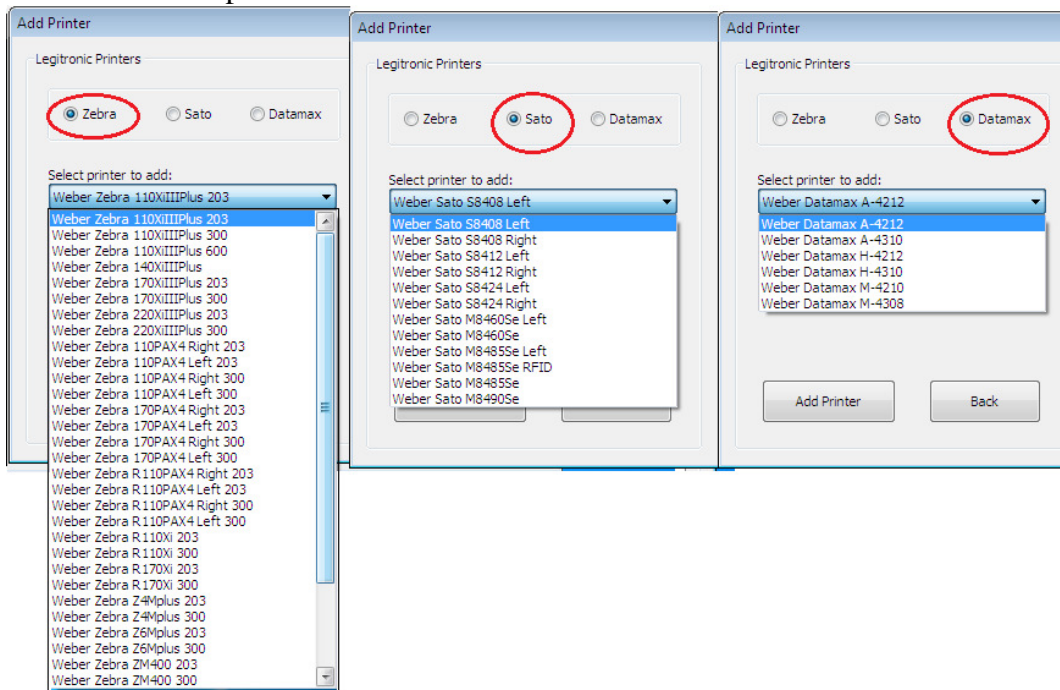 Add Printer
Legitronic Printers
Zebra Sato Datamax
Select printer to add:
Weber Zebra 110XiIIIPlus 203
Weber Zebra 110XiIIIPlus 203
Weber Zebra 110XiIIIPlus 300
Weber Zebra 110XiIIIPlus 600
Weber Zebra 140XiIIIPlus
Weber Zebra 170XiIIIPlus 203
Weber Zebra 170XiIIIPlus 300
Weber Zebra 220XiIIIPlus 203
Weber Zebra 220XiIIIPlus 300
Weber Zebra 110PAX4 Right 203
Weber Zebra 110PAX4 Left 203
Weber Zebra 110PAX4 Right 300
Weber Zebra 110PAX4 Left 300
Weber Zebra 170PAX4 Right 203
Weber Zebra 170PAX4 Left 203
Weber Zebra 170PAX4 Right 300
Weber Zebra 170PAX4 Left 300
Weber Zebra R110PAX4 Right 203
Weber Zebra R110PAX4 Left 203
Weber Zebra R110PAX4 Right 300
Weber Zebra R110PAX4 Left 300
Weber Zebra R110Xi 203
Weber Zebra R110Xi 300
Weber Zebra R170Xi 203
Weber Zebra R170Xi 300
Weber Zebra Z4Mplus 203
Weber Zebra Z4Mplus 300
Weber Zebra Z6Mplus 203
Weber Zebra Z6Mplus 300
Weber Zebra ZM400 203
Weber Zebra ZM400 300
Add Printer
Legitronic Printers
Zebra Sato Datamax
Select printer to add:
Weber Sato S8408 Left
Weber Sato S8408 Left
Weber Sato S8408 Right
Weber Sato S8412 Left
Weber Sato S8412 Right
Weber Sato S8424 Left
Weber Sato S8424 Right
Weber Sato M8460Se Left
Weber Sato M8460Se
Weber Sato M8485Se Left
Weber Sato M8485Se RFID
Weber Sato M8485Se
Weber Sato M8490Se
Add Printer
Legitronic Printers
Zebra Sato Datamax
Select printer to add:
Weber Datamax A-4212
Weber Datamax A-4212
Weber Datamax A-4310
Weber Datamax H-4212
Weber Datamax H-4310
Weber Datamax M-4210
Weber Datamax M-4308
Add Printer Back